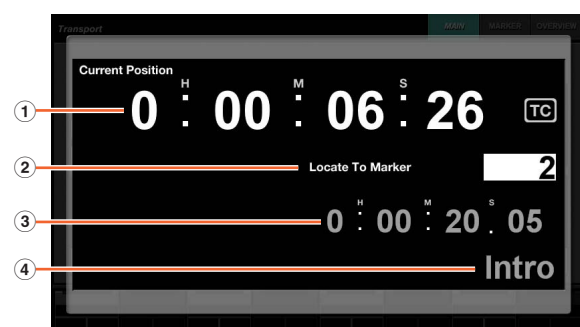 Transport
MAIN MARKER OVERVIEW
Current Position
H M S
1 0 : 00 : 06 : 26 TC
2 Locate To Marker 2
H M S
3 0 : 00 : 20 . 05
4 Intro